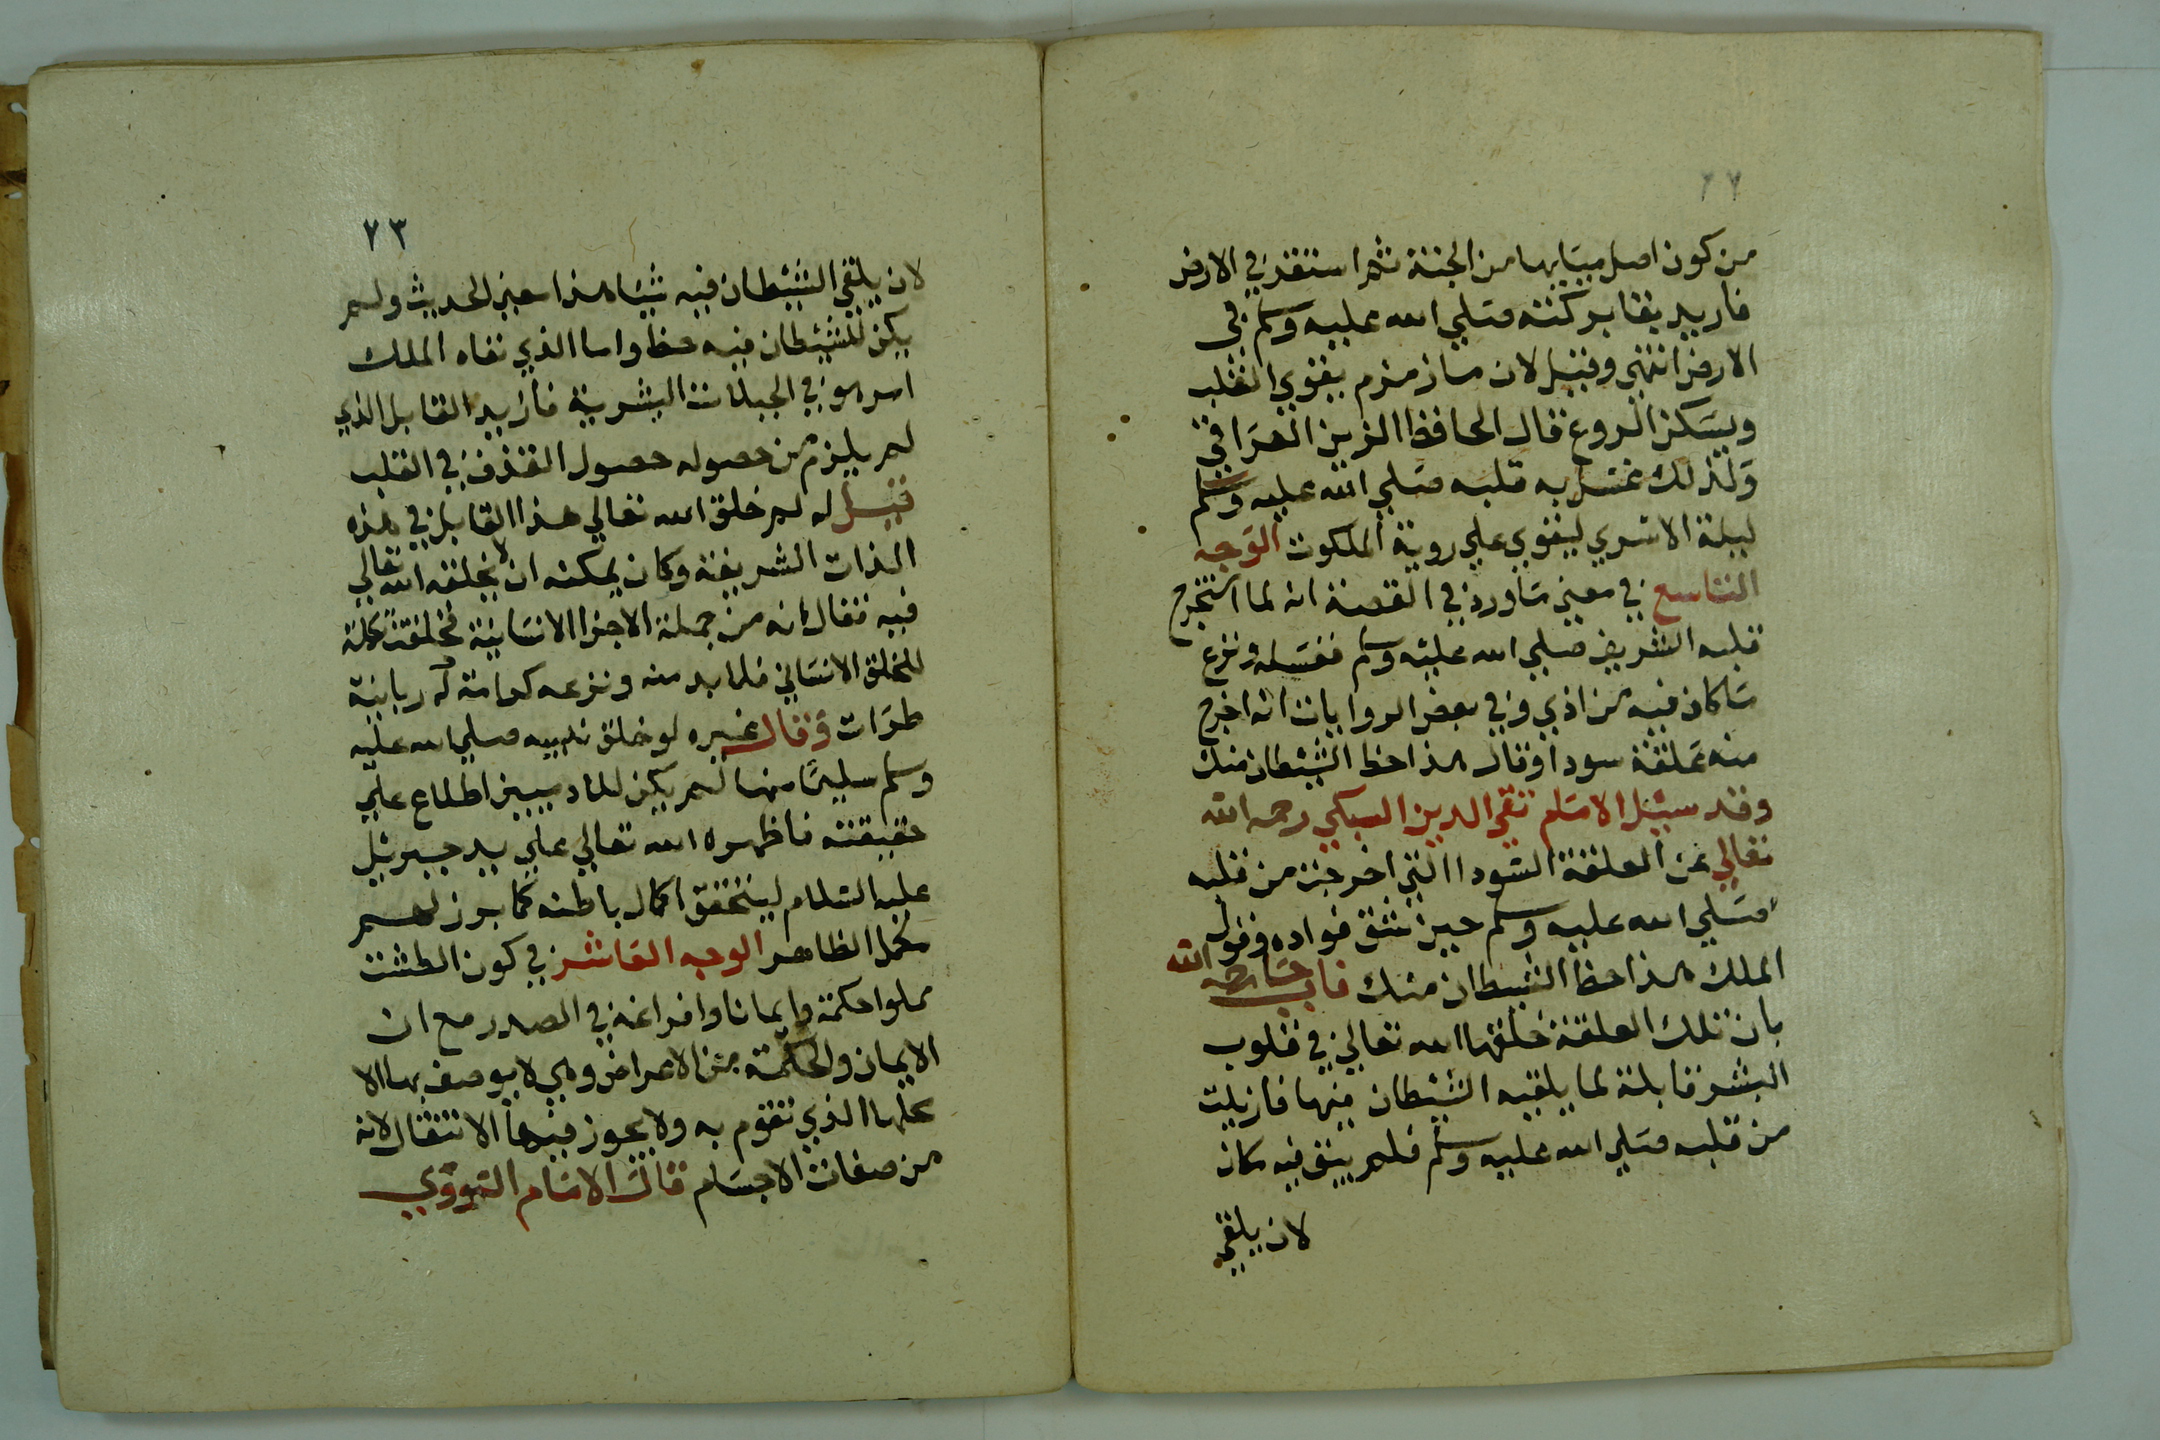 ٧٢
من كون اصل ميابها من الجنة ثم استقر في الارض
فاريد بقا بركته صلي الله عليه وسلم في
الارض انتهي وقيل لان ماز مزم يقوي القلب
ويسكن الروع قال الحافظ الزين العراقي
ولذلك غسل به قلبه صلي الله عليه وسلم
ليلة الاسري ليقوي علي روية الملكوت الوجه
التاسع في معني ماورد في القصة انه لما استخرج
قلبه الشريف صلي الله عليه وسلم فغسله ونزع
ماكان فيه من اذي وفي بعض الروايات انه اخرج
منه علقة سودا وقال هذا حظ الشيطان منك
وقد سيل الامام تقي الدين السبكي رحمه الله
تعالي عن العلقة السودا التي اخرجت من قلبه
صلي الله عليه وسلم حين شق فواده وقول
الملك هذا حظ الشيطان منك فاجاب رحمه الله
بان تلك العلقة خلقها الله تعالي في قلوب
البشر قابلة لما يلقيه الشيطان فيها فازيلت
من قلبه صلي الله عليه وسلم فلم يبق فيه مكان
لان يلقي
٧٣
لان يلقي الشيطان فيه شيا هذا معني الحديث ولم
يكن للشيطان فيه حظ واما الذي نفاه الملك
امر هو في الجبلات البشرية فازيد القابل الذي
لم يلزم من حصوله حصول القذف في القلب
قيل له لم خلق الله تعالي هذا القابل في هذه
الذات الشريفة وكان يمكنه ان لا يخلقه الله تعالي
فيه فقال انه من جملة الاجزا الانسانية فخلقت تكملة
للخلق الانساني فلا بد منه ونزعه كرامة له ربانية
طرات وقال غيره لو خلق نبيه صلي الله عليه
وسلم سليما منها لم يكن للادميين اطلاع علي
حقيقته فاظهره الله تعالي علي يد جبريل
عليه السلام ليتحقق كمال باطنه كما برز لهم
مكمل الظاهر الوجه العاشر في كون الطشت
مملوا حكمة وايمانا وافراغه في الصدر مع ان
الايمان والحكمة من الاعراض وهي لا يوصف بها الا
محلها الذي تقوم به ولا يجوز فيها الانتقال لانه
من صفات الاجسام قال الامام النووي